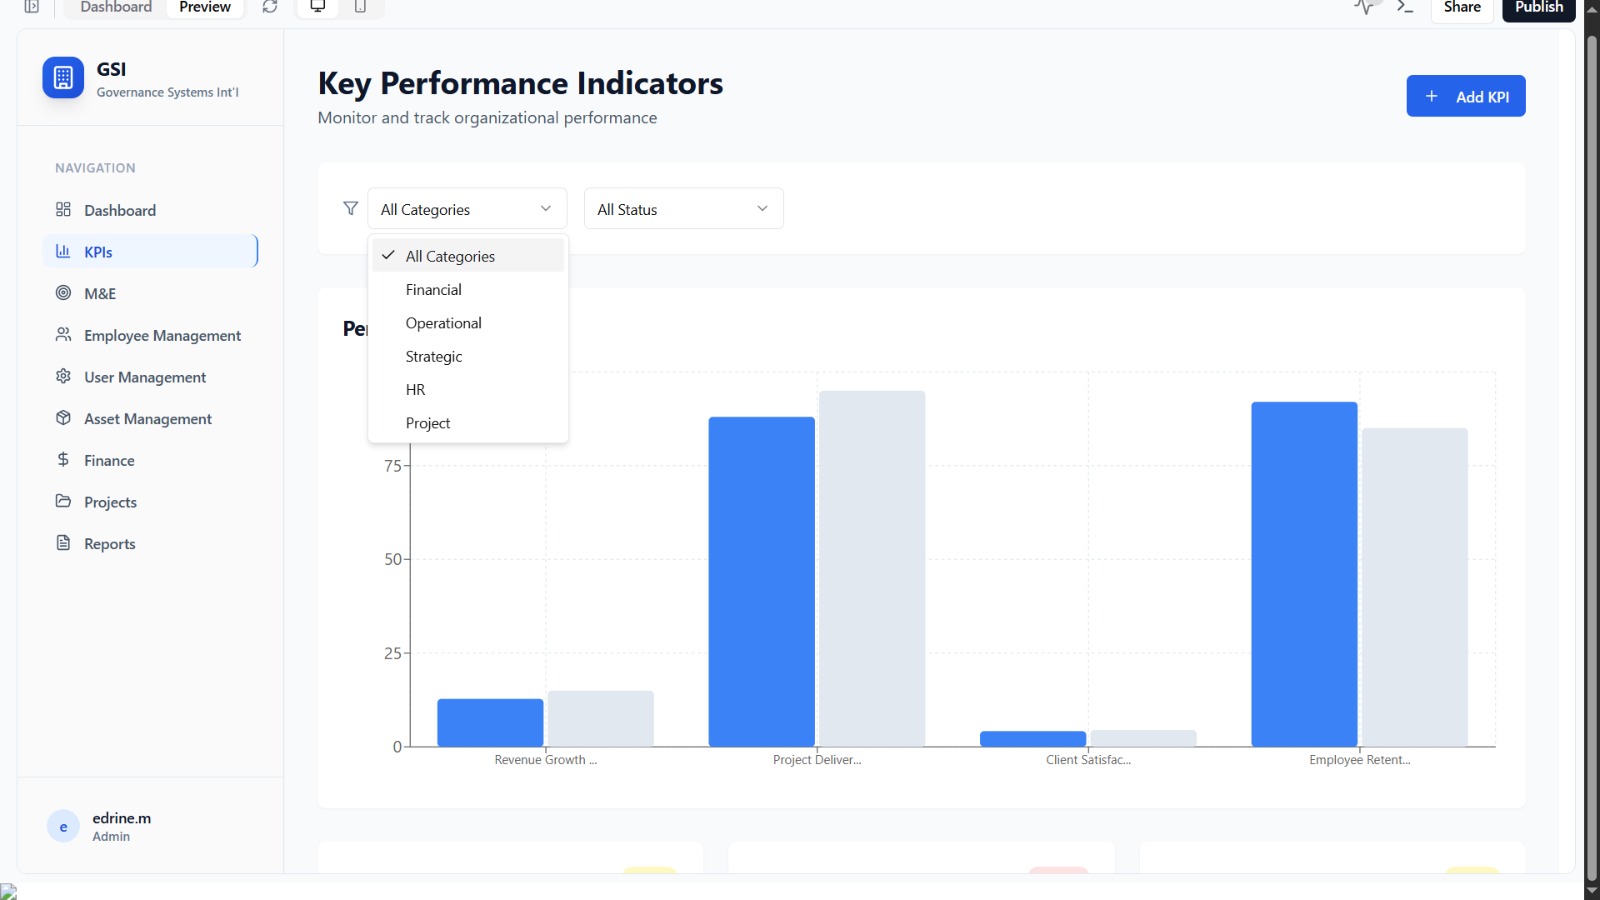 Dashboard
Preview
Share
Publish
GSI
Governance Systems Int'l
NAVIGATION
Dashboard
KPIs
M&E
Employee Management
User Management
Asset Management
Finance
Projects
Reports
edrine.m
Admin
e
Key Performance Indicators
Monitor and track organizational performance
Add KPI
All Categories
All Status
All Categories
Financial
Operational
Strategic
HR
Project
75
50
25
0
Revenue Growth ...
Project Deliver...
Client Satisfac...
Employee Retent...